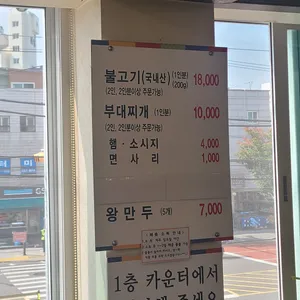 불고기(국내산) (1인분) (200g) 18,000
(2인, 2인분이상 주문가능)
부대찌개 (1인분) 10,000
(2인, 2인분이상 주문가능)
햄 · 소시지 4,000
면 사리 1,000
왕만두 (5개) 7,000
1층 카운터에서